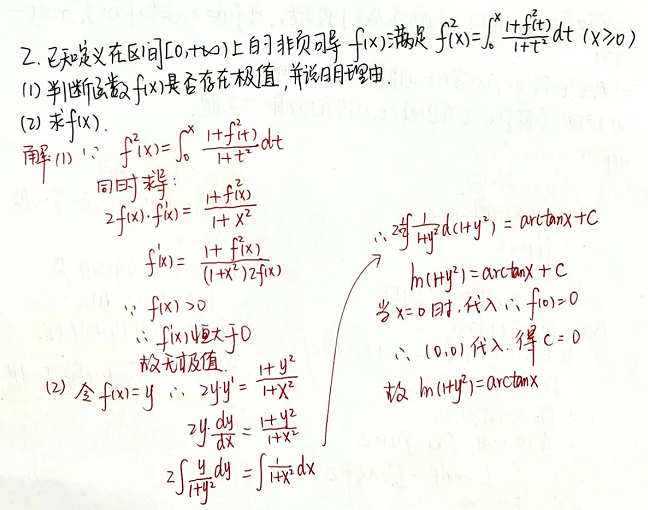 2. 已知定义在区间[0,+∞)上的非负可导 f(x)满足 f²(x)=∫₀ˣ (1+f²(t))/(1+t²) dt (x≥0)
(1) 判断函数f(x)是否存在极值,并说明理由
(2) 求f(x).
解:(1) ∵ f²(x)=∫₀ˣ (1+f²(t))/(1+t²) dt
同时求导:
2f(x)·f'(x)=(1+f²(x))/(1+x²)
f'(x)=(1+f²(x))/((1+x²)2f(x))
∵ f(x)>0
∴ f'(x)恒大于0
故无极值.
(2) 令f(x)=y ∴ 2y·y'=(1+y²)/(1+x²)
2y·dy/dx=(1+y²)/(1+x²)
2∫y/(1+y²)dy=∫1/(1+x²)dx
∴ 2·½∫1/(1+y²)d(1+y²)=arctanx+C
ln(1+y²)=arctanx+C
当x=0时,代入∴f(0)=0
∴ (0,0)代入.得C=0
故 ln(1+y²)=arctanx